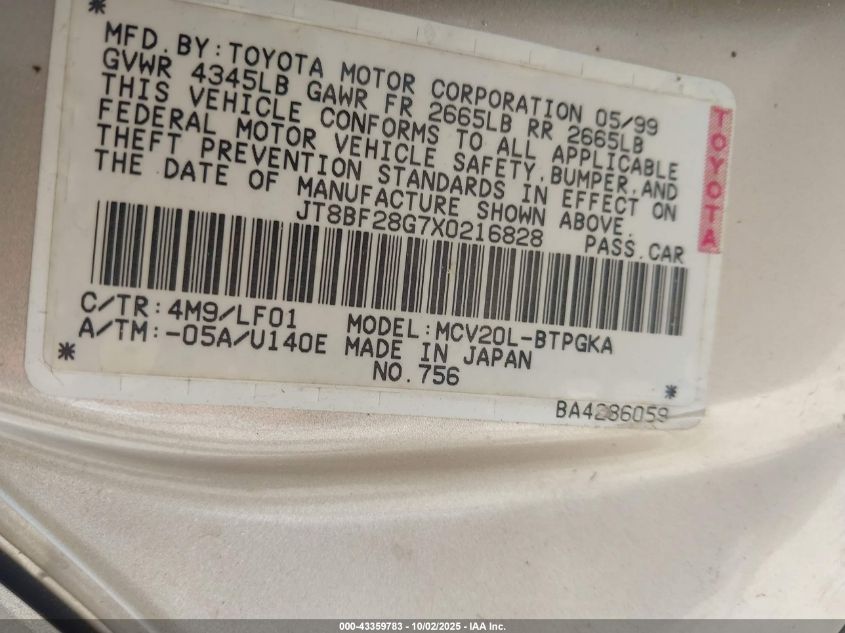 MFD.BY:TOYOTA MOTOR CORPORATION 05/99
GVWR 4345LB GAWR FR 2665LB RR 2665LB
THIS VEHICLE CONFORMS TO ALL APPLICABLE
FEDERAL MOTOR VEHICLE SAFETY,BUMPER,AND
THEFT PREVENTION STANDARDS IN EFFECT ON
THE DATE OF MANUFACTURE SHOWN ABOVE.
JT8BF28G7X0216828 PASS.CAR
TOYOTA
C/TR:4M9/LF01 MODEL:MCV20L-BTPGKA
A/TM:-05A/U140E MADE IN JAPAN
NO.756
BA4286059
000-43359783 - 10/02/2025 - IAA Inc.